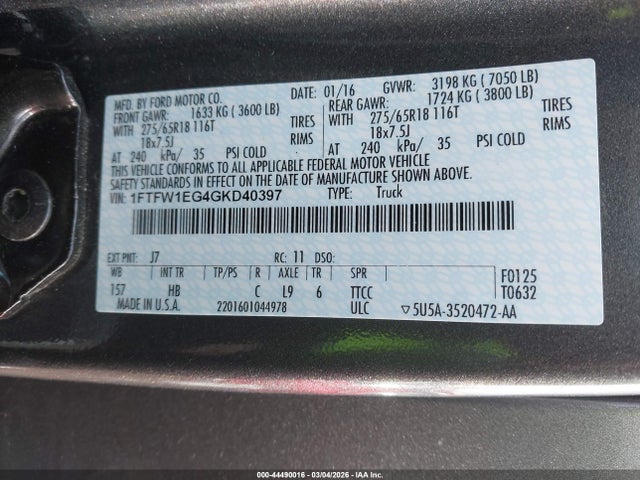 MFD. BY FORD MOTOR CO.
DATE: 01/16 GVWR: 3198 KG ( 7050 LB)
FRONT GAWR: 1633 KG ( 3600 LB)
REAR GAWR: 1724 KG ( 3800 LB)
WITH 275/65R18 116T TIRES
WITH 275/65R18 116T TIRES
18x7.5J RIMS
18x7.5J RIMS
AT 240 kPa/ 35 PSI COLD
AT 240 kPa/ 35 PSI COLD
THIS VEHICLE CONFORMS TO ALL APPLICABLE FEDERAL MOTOR VEHICLE
SAFETY STANDARDS IN EFFECT ON THE DATE OF MANUFACTURE SHOWN ABOVE.
VIN: 1FTFW1EG4GKD40397 TYPE: Truck
EXT PNT: J7 RC: 11 DSO:
WB INT TR TP/PS R AXLE TR SPR F0125
157 HB C L9 6 TTCC T0632
MADE IN U.S.A. 2201601044978 ULC ▽5U5A-3520472-AA
000-44490016 | 03/04/2026 | IAA Inc.